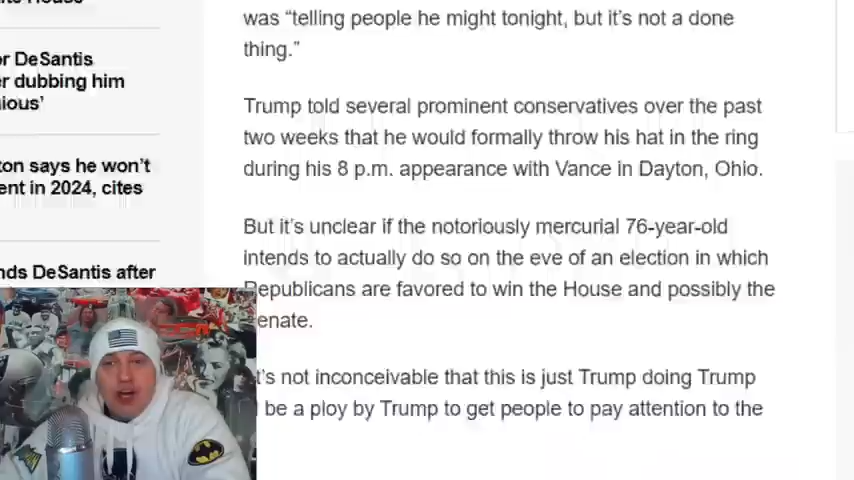 was “telling people he might tonight, but it’s not a done
thing.”
Trump told several prominent conservatives over the past
two weeks that he would formally throw his hat in the ring
during his 8 p.m. appearance with Vance in Dayton, Ohio.
But it’s unclear if the notoriously mercurial 76-year-old
intends to actually do so on the eve of an election in which
Republicans are favored to win the House and possibly the
enate.
t’s not inconceivable that this is just Trump doing Trump
be a ploy by Trump to get people to pay attention to the
r DeSantis
er dubbing him
ious’
ton says he won’t
ent in 2024, cites
nds DeSantis after